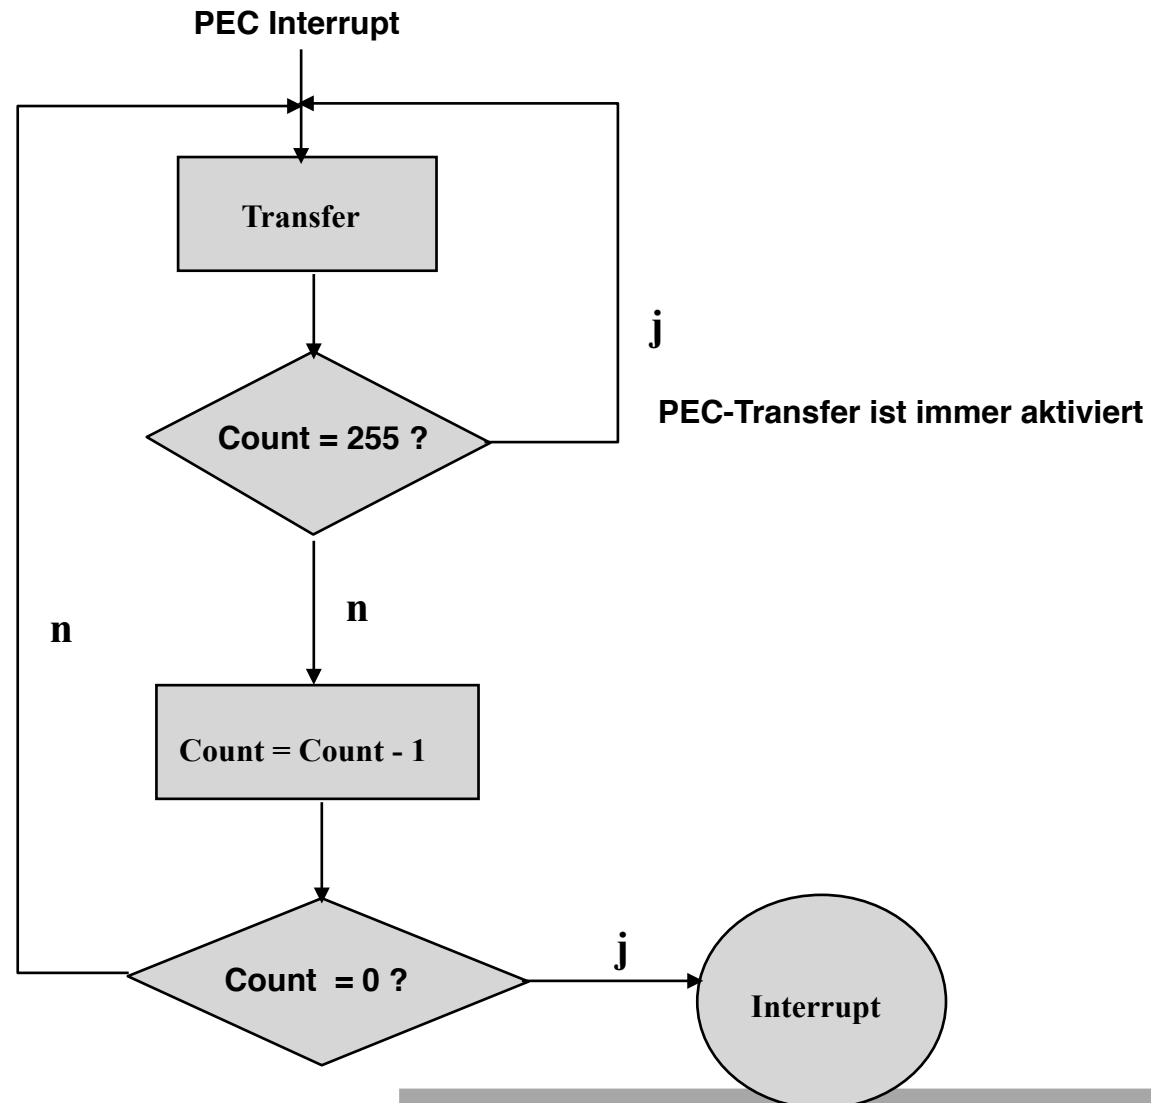 PEC Interrupt
Transfer
j
PEC-Transfer ist immer aktiviert
Count = 255 ?
n
n
Count = Count - 1
j
Count = 0 ?
Interrupt